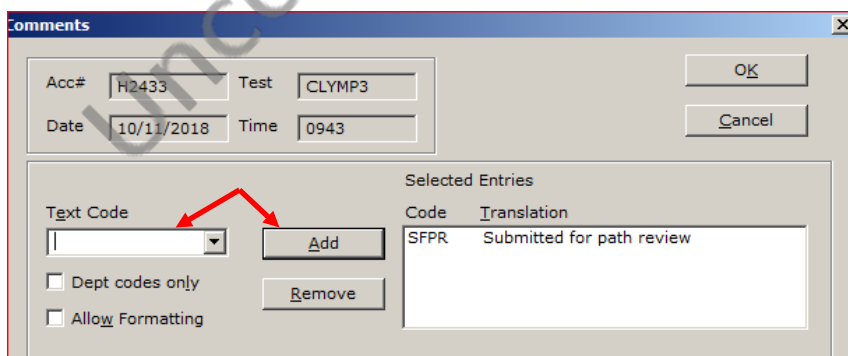 Comments
Unco
Acc# H2433 Test CLYMP3
OK
Date 10/11/2018 Time 0943
Cancel
Selected Entries
Text Code
Code Translation
Add
SFPR Submitted for path review
Dept codes only
Remove
Allow Formatting